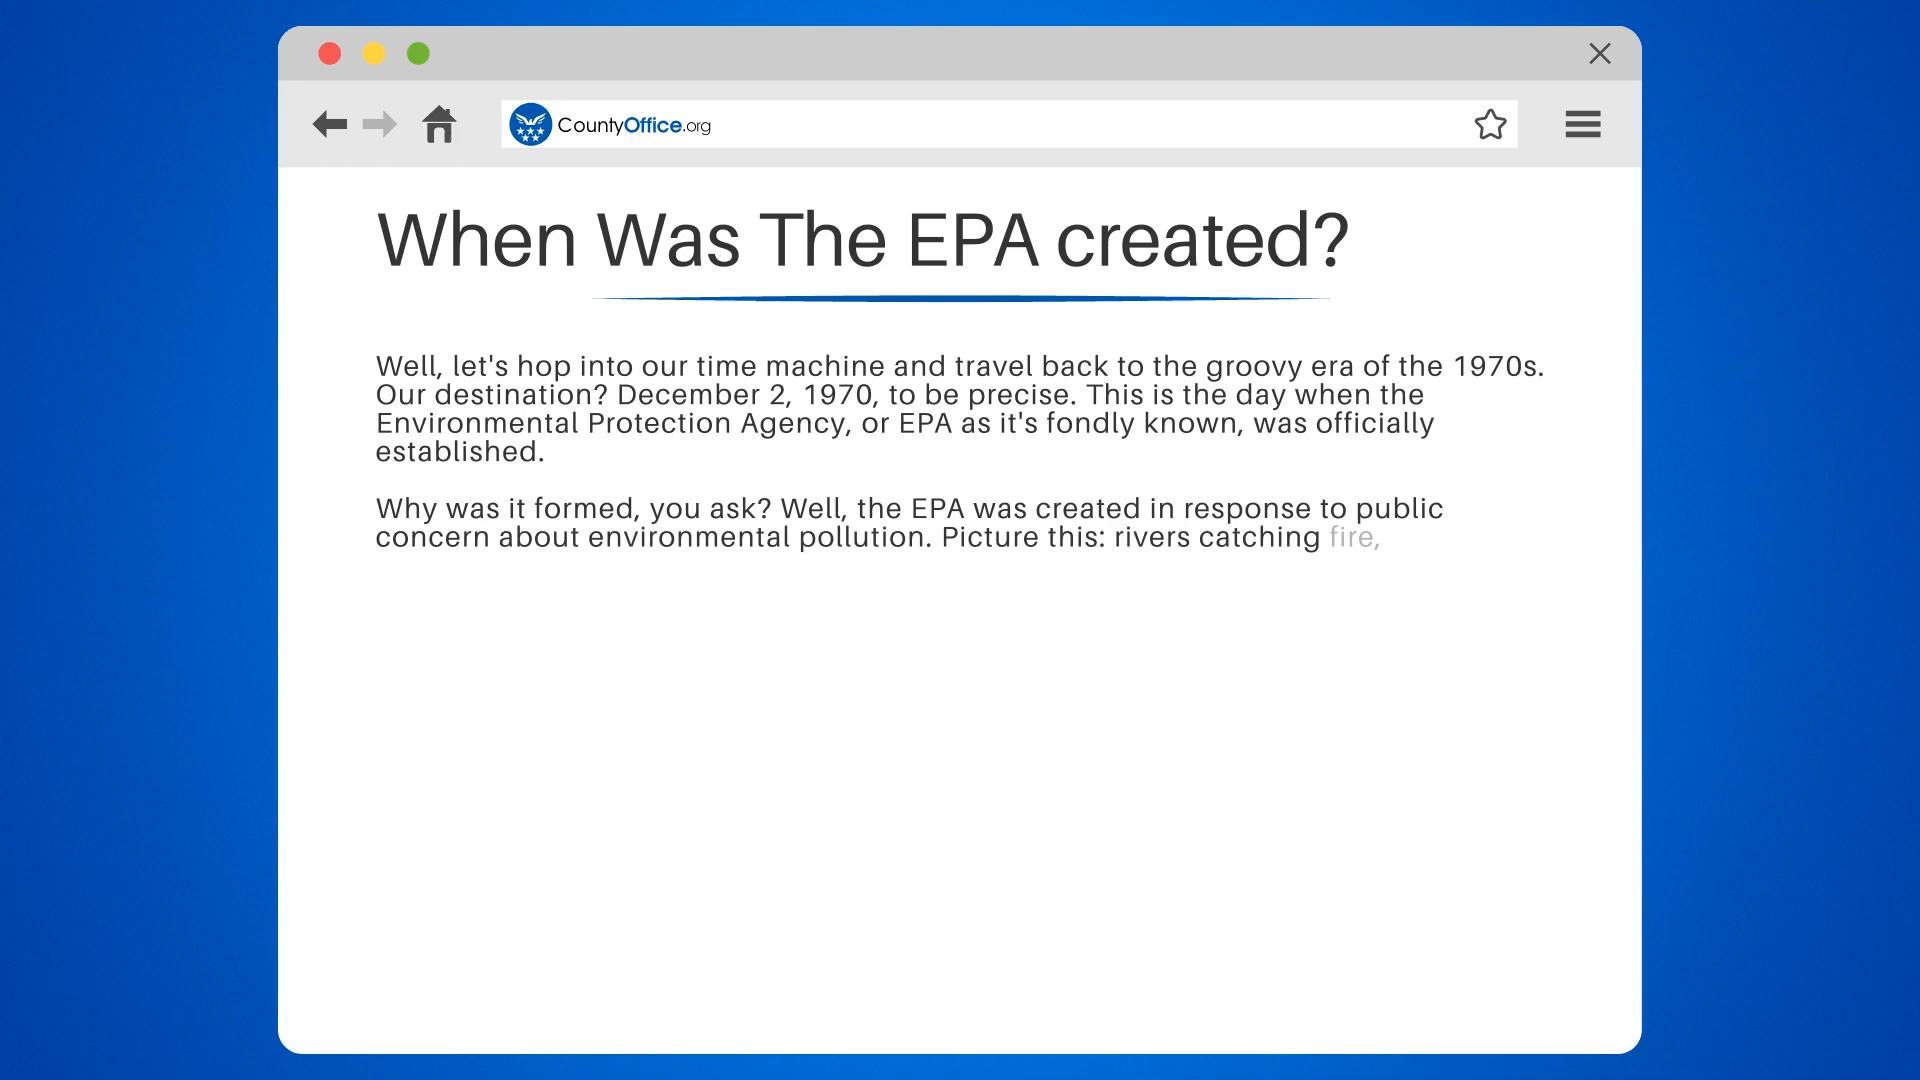 CountyOffice.org
When Was The EPA created?
Well, let's hop into our time machine and travel back to the groovy era of the 1970s.
Our destination? December 2, 1970, to be precise. This is the day when the
Environmental Protection Agency, or EPA as it's fondly known, was officially
established.
Why was it formed, you ask? Well, the EPA was created in response to public
concern about environmental pollution. Picture this: rivers catching fire,